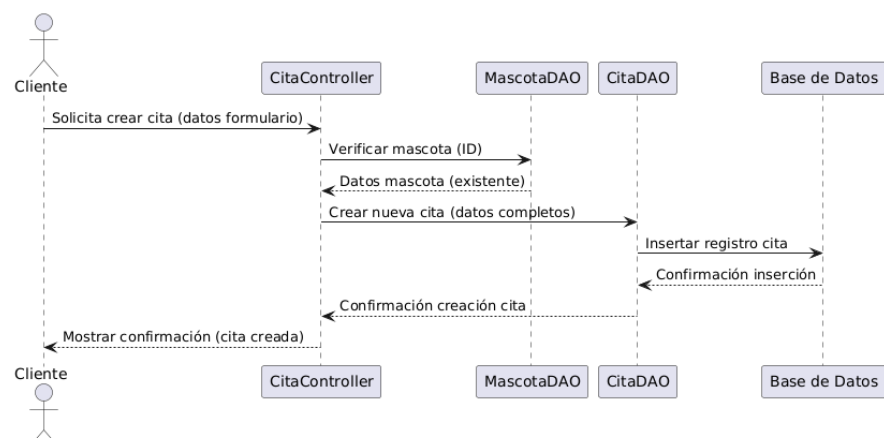 Cliente
CitaController
MascotaDAO
CitaDAO
Base de Datos
Solicita crear cita (datos formulario)
Verificar mascota (ID)
Datos mascota (existente)
Crear nueva cita (datos completos)
Insertar registro cita
Confirmación inserción
Confirmación creación cita
Mostrar confirmación (cita creada)
Cliente
CitaController
MascotaDAO
CitaDAO
Base de Datos